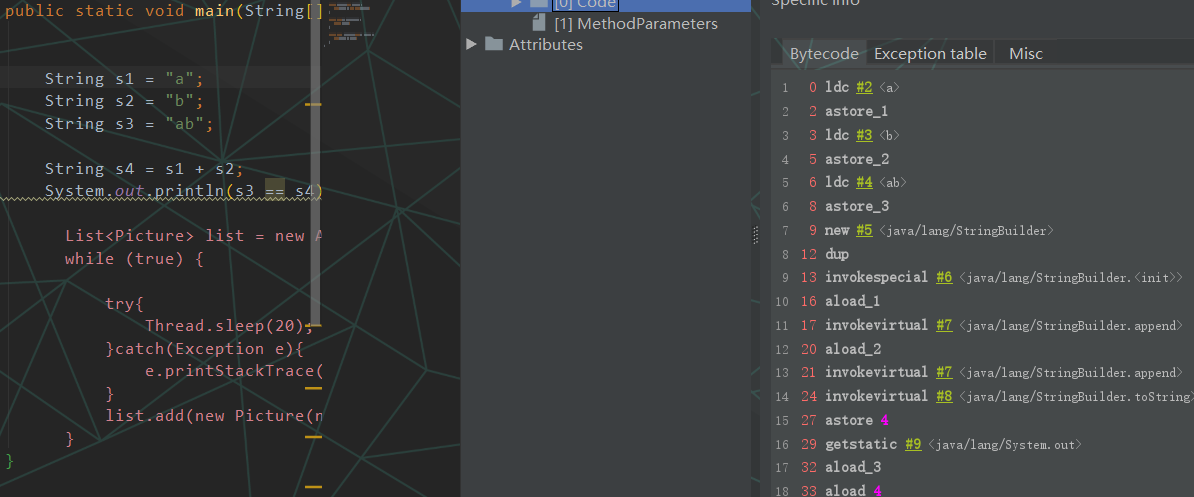 public static void main(String[]
String s1 = "a";
String s2 = "b";
String s3 = "ab";
String s4 = s1 + s2;
System.out.println(s3 == s4)
List<Picture> list = new A
while (true) {
try{
Thread.sleep(20);
}catch(Exception e){
e.printStackTrace(
}
list.add(new Picture(
}
}
[0] Code
[1] MethodParameters
Attributes
Specific info
Bytecode Exception table Misc
1 0 ldc #2 <a>
2 2 astore_1
3 3 ldc #3 <b>
4 5 astore_2
5 6 ldc #4 <ab>
6 8 astore_3
7 9 new #5 <java/lang/StringBuilder>
8 12 dup
9 13 invokespecial #6 <java/lang/StringBuilder.<init>>
10 16 aload_1
11 17 invokevirtual #7 <java/lang/StringBuilder.append>
12 20 aload_2
13 21 invokevirtual #7 <java/lang/StringBuilder.append>
14 24 invokevirtual #8 <java/lang/StringBuilder.toString>
15 27 astore 4
16 29 getstatic #9 <java/lang/System.out>
17 32 aload_3
18 33 aload 4